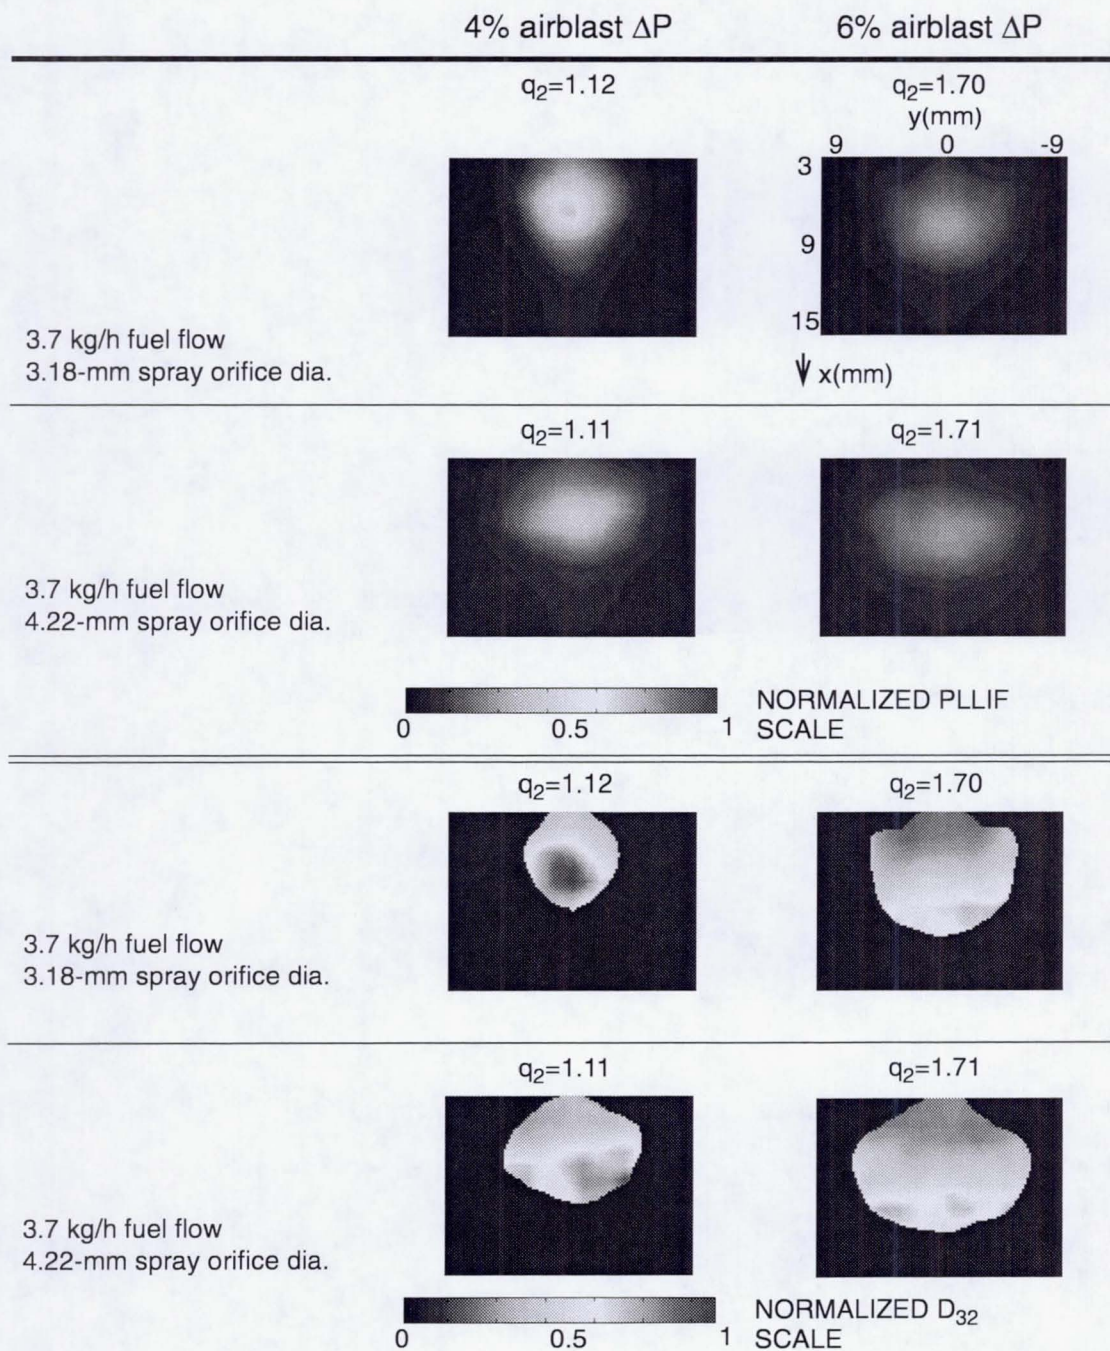 4% airblast ΔP 6% airblast ΔP
q2=1.12 q2=1.70
y(mm)
9 0 -9
3
9
15
x(mm)
3.7 kg/h fuel flow
3.18-mm spray orifice dia.
q2=1.11 q2=1.71
3.7 kg/h fuel flow
4.22-mm spray orifice dia.
NORMALIZED PLLIF
0 0.5 1 SCALE
q2=1.12 q2=1.70
3.7 kg/h fuel flow
3.18-mm spray orifice dia.
q2=1.11 q2=1.71
3.7 kg/h fuel flow
4.22-mm spray orifice dia.
NORMALIZED D32
0 0.5 1 SCALE